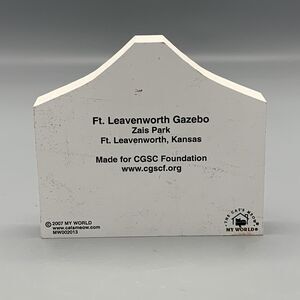 Ft. Leavenworth Gazebo
Zais Park
Ft. Leavenworth, Kansas
Made for CGSC Foundation
www.cgscf.org
© 2007 MY WORLD
www.catsmeow.com
MW002013
THE CAT'S MEOW
MY WORLD®